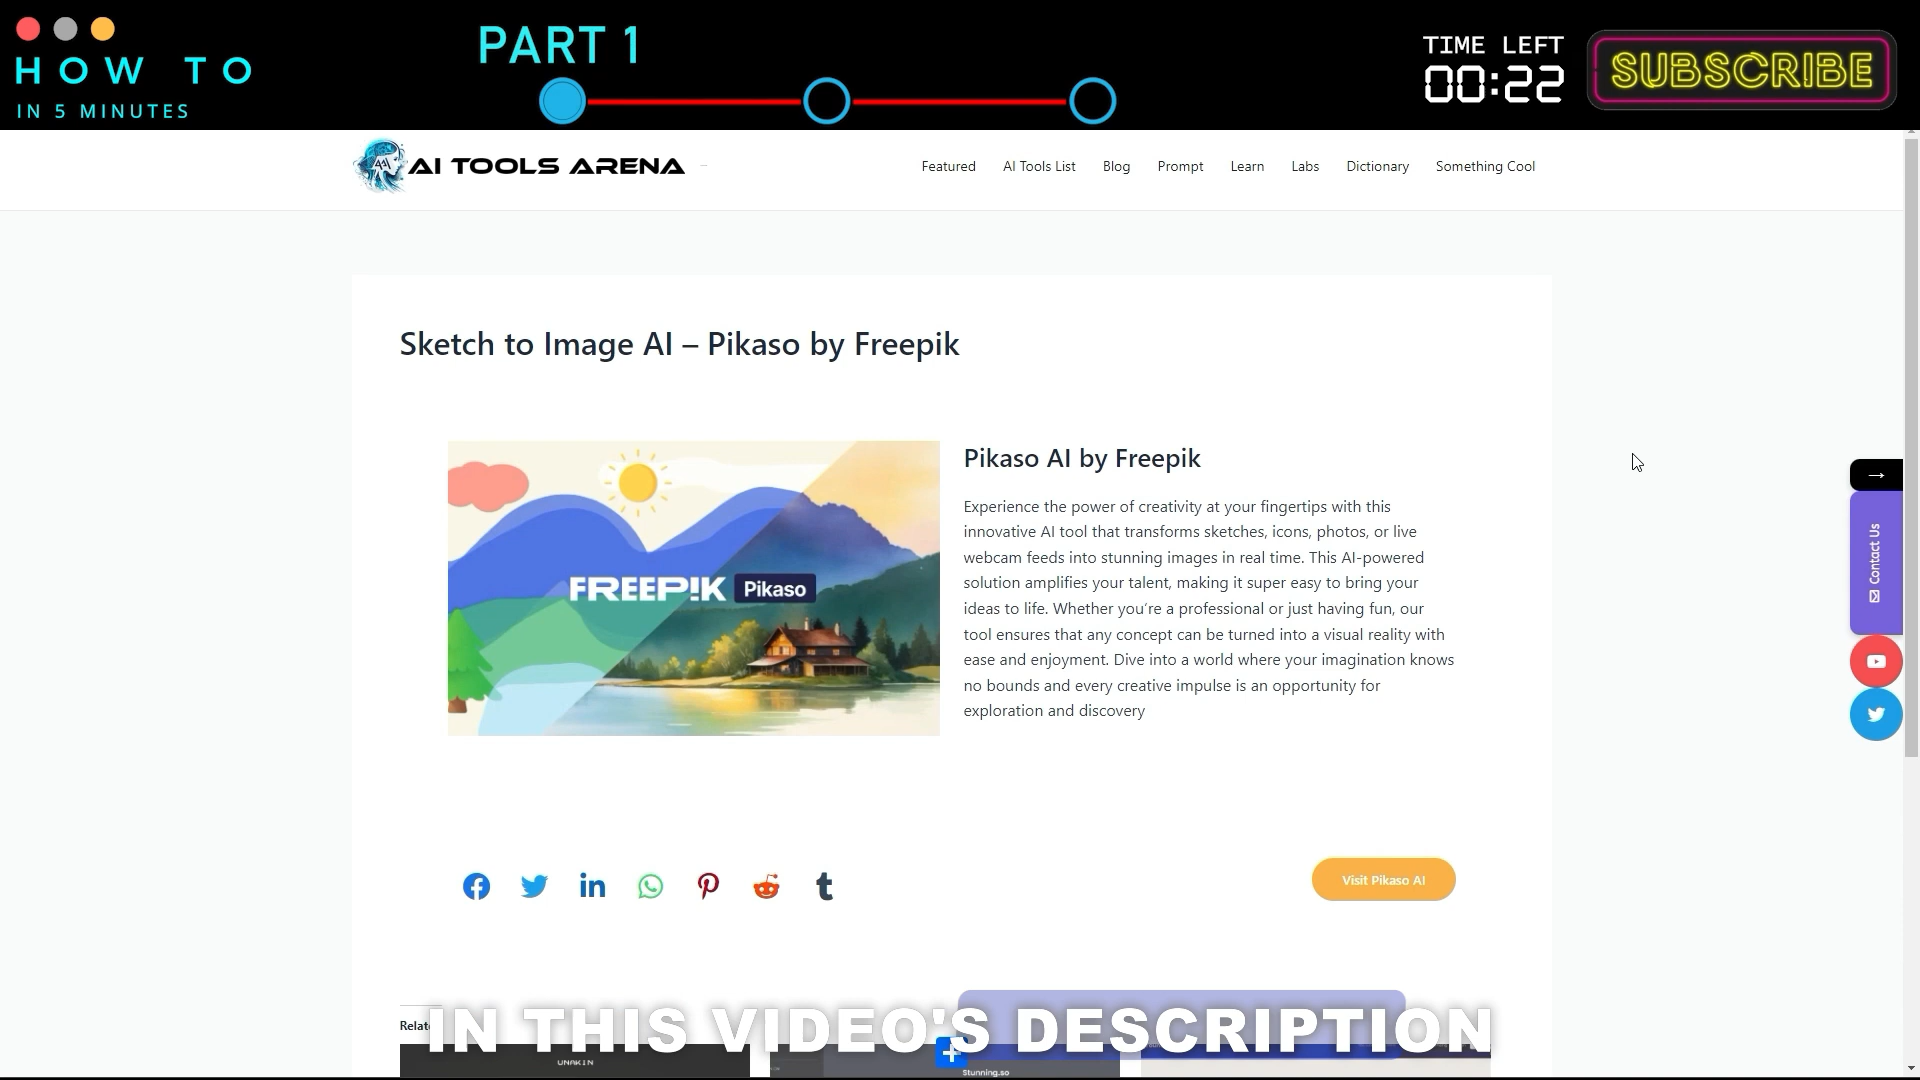 HOW TO
IN 5 MINUTES
PART 1
TIME LEFT
00:22
SUBSCRIBE
AI TOOLS ARENA
Featured
AI Tools List
Blog
Prompt
Learn
Labs
Dictionary
Something Cool
Sketch to Image AI – Pikaso by Freepik
FREEP!K Pikaso
Pikaso AI by Freepik
Experience the power of creativity at your fingertips with this
innovative AI tool that transforms sketches, icons, photos, or live
webcam feeds into stunning images in real time. This AI-powered
solution amplifies your talent, making it super easy to bring your
ideas to life. Whether you're a professional or just having fun, our
tool ensures that any concept can be turned into a visual reality with
ease and enjoyment. Dive into a world where your imagination knows
no bounds and every creative impulse is an opportunity for
exploration and discovery
→
Contact Us
Visit Pikaso AI
IN THIS VIDEO'S DESCRIPTION
UNAKIN
Stunning.so